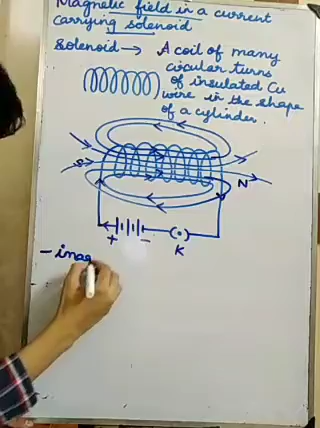 Magnetic field in a current
carrying solenoid
Solenoid → A coil of many
circular turns
of insulated Cu
wire in the shape
of a cylinder.
S
N
+ -
K
- inag